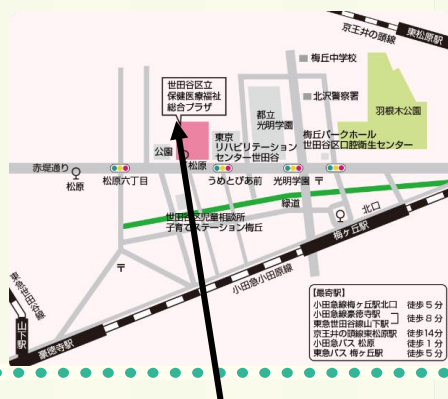 東松原駅
京王井の頭線
梅丘中学校
世田谷区立
保健医療福祉
総合プラザ
北沢警察署
羽根木公園
都立
光明学園
梅丘パークホール
世田谷区口腔衛生センター
東京
リハビリテーション
センター世田谷
公園
松原
赤堤通り
松原
松原六丁目
うめとぴあ前
光明学園
〒
緑道
北口
世田谷区児童相談所
子育てステーション梅丘
梅ヶ丘駅
〒
小田急小田原線
東急世田谷線
山下駅
豪徳寺駅
【最寄駅】
小田急線梅ヶ丘駅北口 徒歩5分
小田急線豪徳寺駅
東急世田谷線山下駅 徒歩8分
京王井の頭線東松原駅 徒歩14分
小田急バス 松原 徒歩1分
東急バス 梅ヶ丘駅 徒歩5分